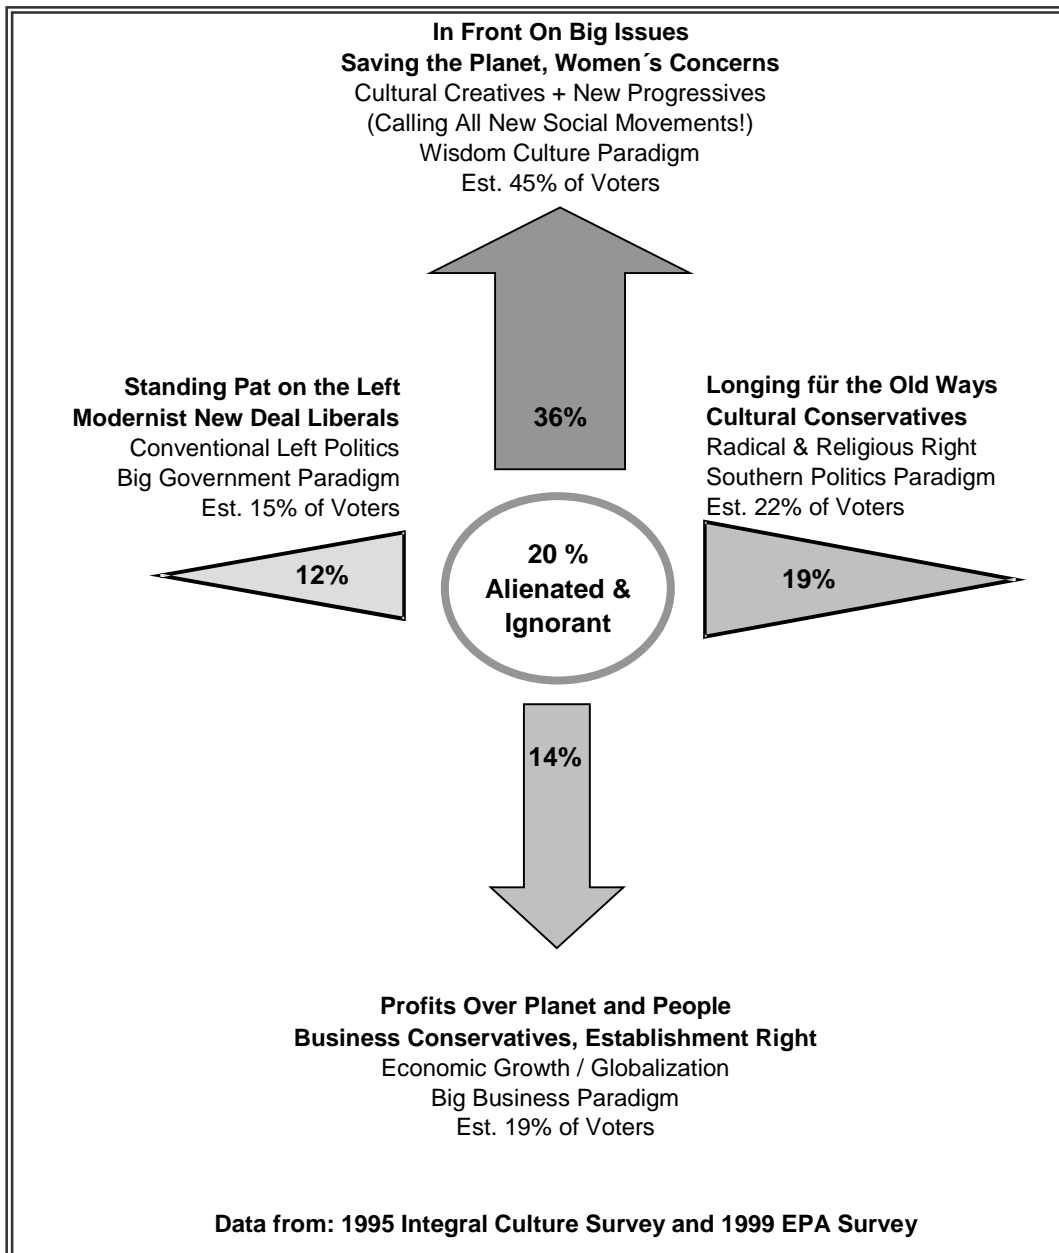 In Front On Big Issues
Saving the Planet, Women´s Concerns
Cultural Creatives + New Progressives
(Calling All New Social Movements!)
Wisdom Culture Paradigm
Est. 45% of Voters
36%
Standing Pat on the Left
Modernist New Deal Liberals
Conventional Left Politics
Big Government Paradigm
Est. 15% of Voters
12%
Longing für the Old Ways
Cultural Conservatives
Radical & Religious Right
Southern Politics Paradigm
Est. 22% of Voters
19%
20 %
Alienated &
Ignorant
14%
Profits Over Planet and People
Business Conservatives, Establishment Right
Economic Growth / Globalization
Big Business Paradigm
Est. 19% of Voters
Data from: 1995 Integral Culture Survey and 1999 EPA Survey